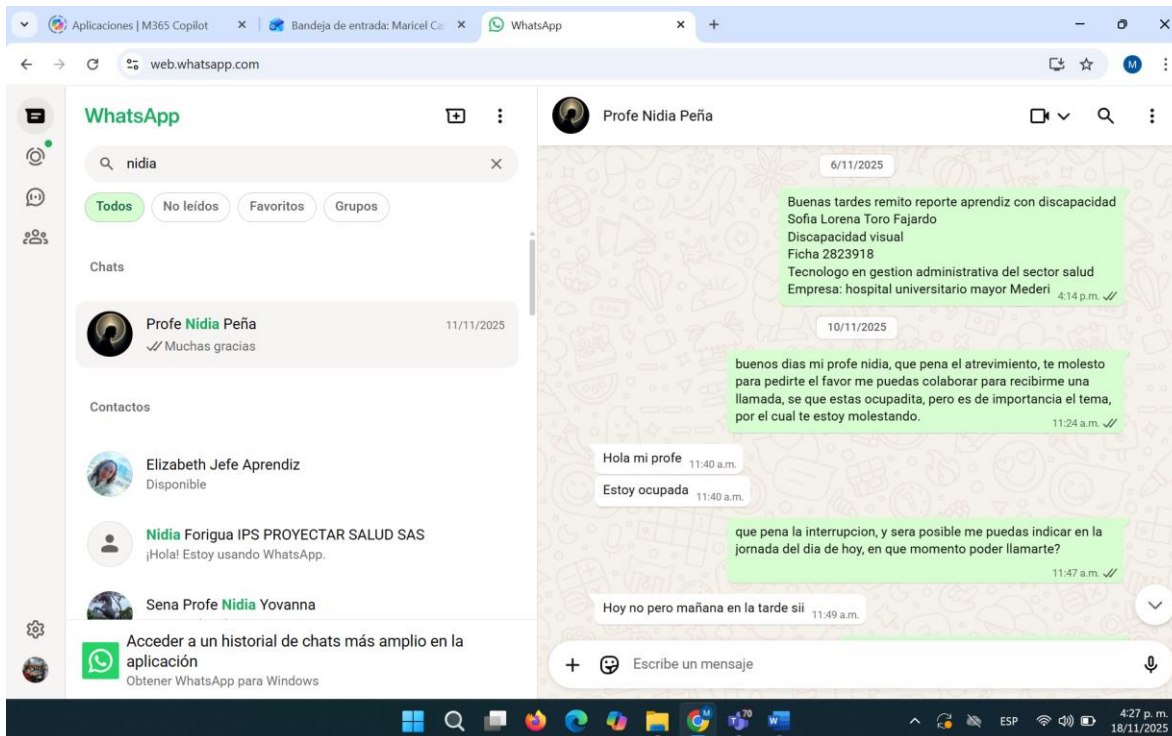 Aplicaciones | M365 Copilot
Bandeja de entrada: Maricel Ca
WhatsApp
web.whatsapp.com
M
WhatsApp
nidia
Todos
No leídos
Favoritos
Grupos
Chats
Profe Nidia Peña
11/11/2025
Muchas gracias
Contactos
Elizabeth Jefe Aprendiz
Disponible
Nidia Forigua IPS PROYECTAR SALUD SAS
¡Hola! Estoy usando WhatsApp.
Sena Profe Nidia Yovanna
Acceder a un historial de chats más amplio en la
aplicación
Obtener WhatsApp para Windows
Profe Nidia Peña
6/11/2025
Buenas tardes remito reporte aprendiz con discapacidad
Sofia Lorena Toro Fajardo
Discapacidad visual
Ficha 2823918
Tecnologo en gestion administrativa del sector salud
Empresa: hospital universitario mayor Mederi
4:14 p.m.
10/11/2025
buenos dias mi profe nidia, que pena el atrevimiento, te molesto
para pedirte el favor me puedas colaborar para recibirme una
llamada, se que estas ocupadita, pero es de importancia el tema,
por el cual te estoy molestando.
11:24 a.m.
Hola mi profe
11:40 a.m.
Estoy ocupada
11:40 a.m.
que pena la interrupcion, y sera posible me puedas indicar en la
jornada del dia de hoy, en que momento poder llamarte?
11:47 a.m.
Hoy no pero mañana en la tarde sii
11:49 a.m.
Escribe un mensaje
70
ESP
4:27 p. m.
18/11/2025